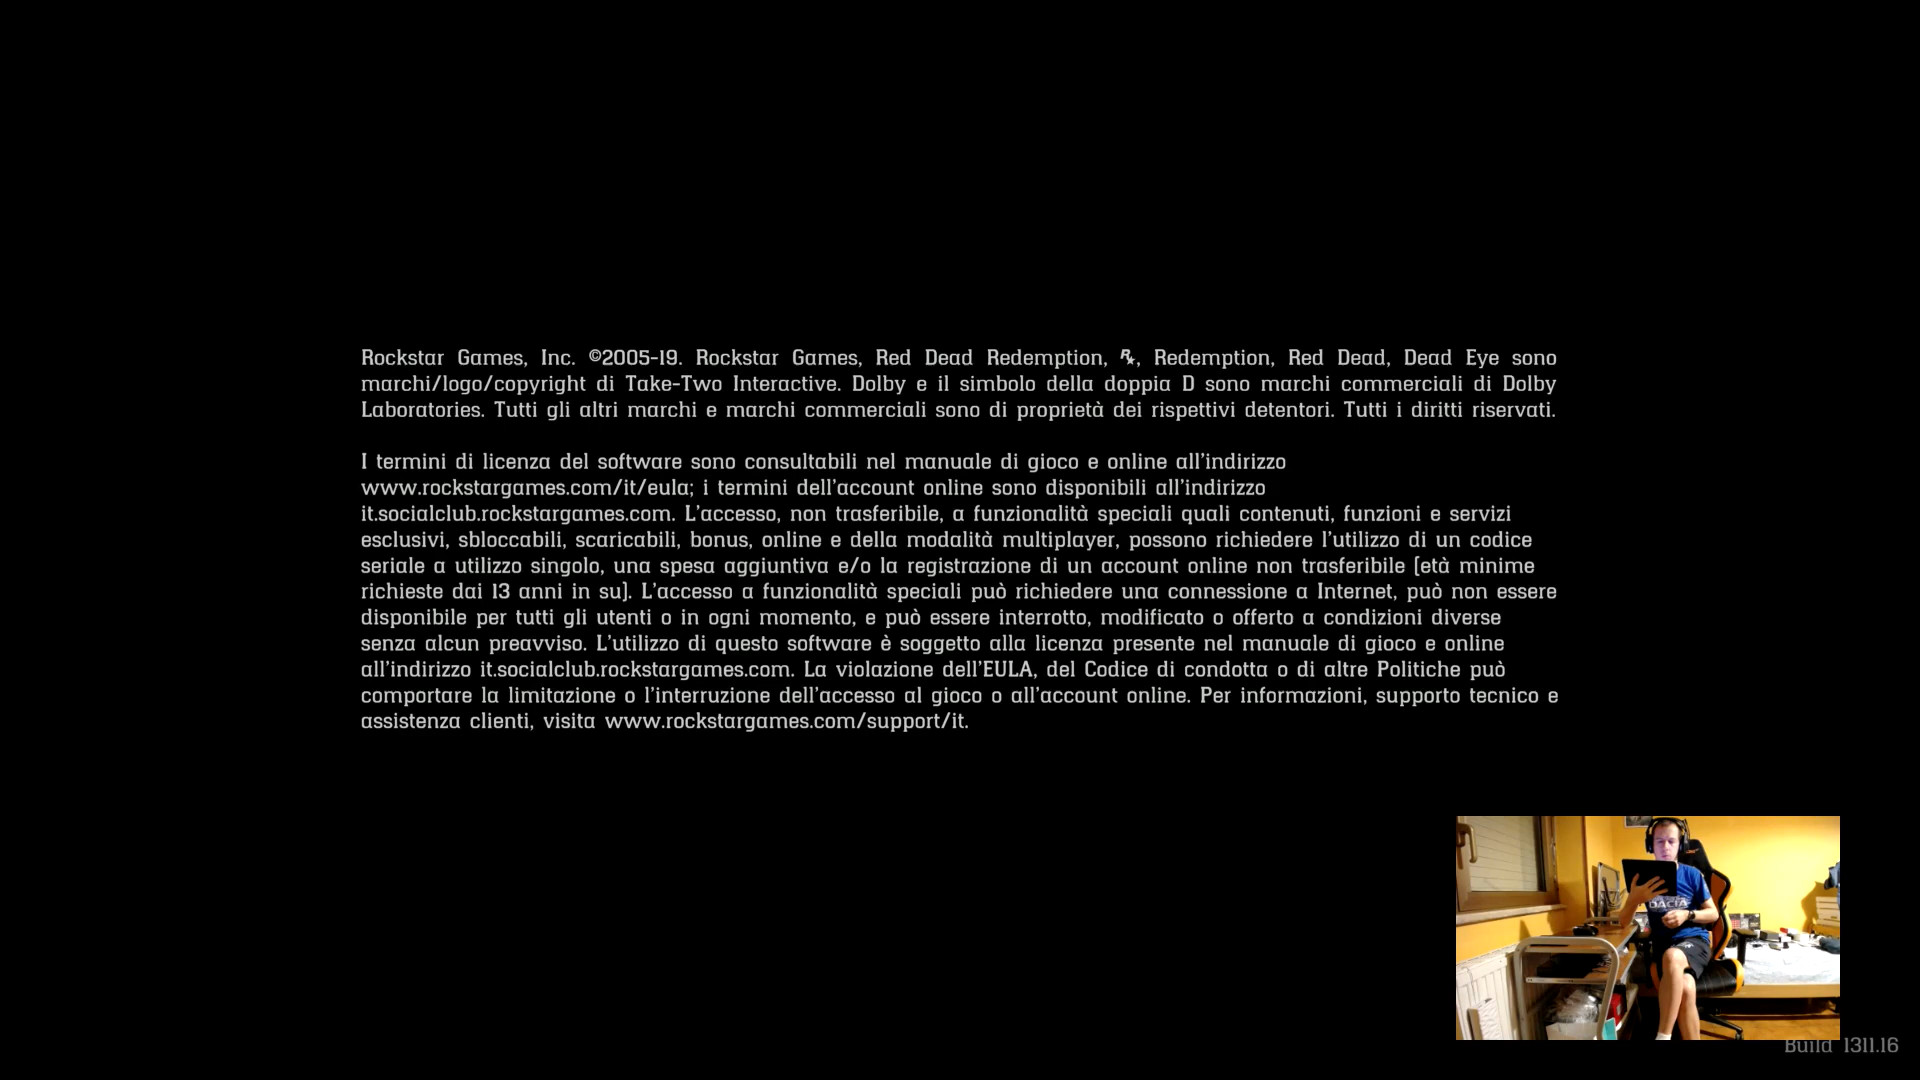 Rockstar Games, Inc. ©2005-19. Rockstar Games, Red Dead Redemption, R★, Redemption, Red Dead, Dead Eye sono
marchi/logo/copyright di Take-Two Interactive. Dolby e il simbolo della doppia D sono marchi commerciali di Dolby
Laboratories. Tutti gli altri marchi e marchi commerciali sono di proprietà dei rispettivi detentori. Tutti i diritti riservati.
I termini di licenza del software sono consultabili nel manuale di gioco e online all'indirizzo
www.rockstargames.com/it/eula; i termini dell'account online sono disponibili all'indirizzo
it.socialclub.rockstargames.com. L'accesso, non trasferibile, a funzionalità speciali quali contenuti, funzioni e servizi
esclusivi, sbloccabili, scaricabili, bonus, online e della modalità multiplayer, possono richiedere l'utilizzo di un codice
seriale a utilizzo singolo, una spesa aggiuntiva e/o la registrazione di un account online non trasferibile (età minime
richieste dai 13 anni in su). L'accesso a funzionalità speciali può richiedere una connessione a Internet, può non essere
disponibile per tutti gli utenti o in ogni momento, e può essere interrotto, modificato o offerto a condizioni diverse
senza alcun preavviso. L'utilizzo di questo software è soggetto alla licenza presente nel manuale di gioco e online
all'indirizzo it.socialclub.rockstargames.com. La violazione dell'EULA, del Codice di condotta o di altre Politiche può
comportare la limitazione o l'interruzione dell'accesso al gioco o all'account online. Per informazioni, supporto tecnico e
assistenza clienti, visita www.rockstargames.com/support/it.
DACIA
Build 1311.16